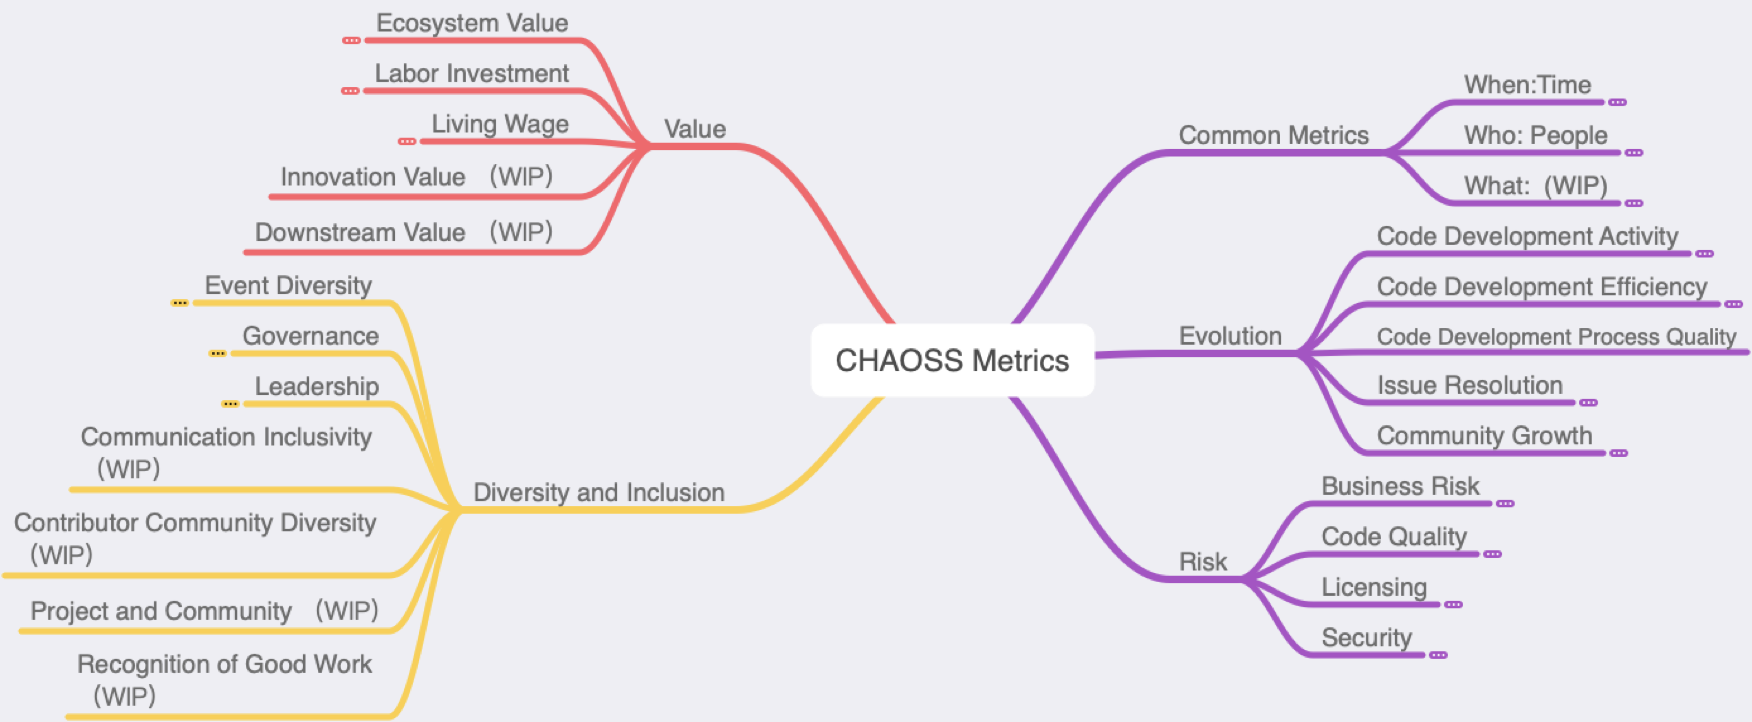 Ecosystem Value
Labor Investment
Living Wage
Innovation Value (WIP)
Downstream Value (WIP)
Value
Event Diversity
Governance
Leadership
Communication Inclusivity
(WIP)
Contributor Community Diversity
(WIP)
Project and Community (WIP)
Recognition of Good Work
(WIP)
Diversity and Inclusion
CHAOSS Metrics
Common Metrics
When:Time
Who: People
What: (WIP)
Evolution
Code Development Activity
Code Development Efficiency
Code Development Process Quality
Issue Resolution
Community Growth
Risk
Business Risk
Code Quality
Licensing
Security